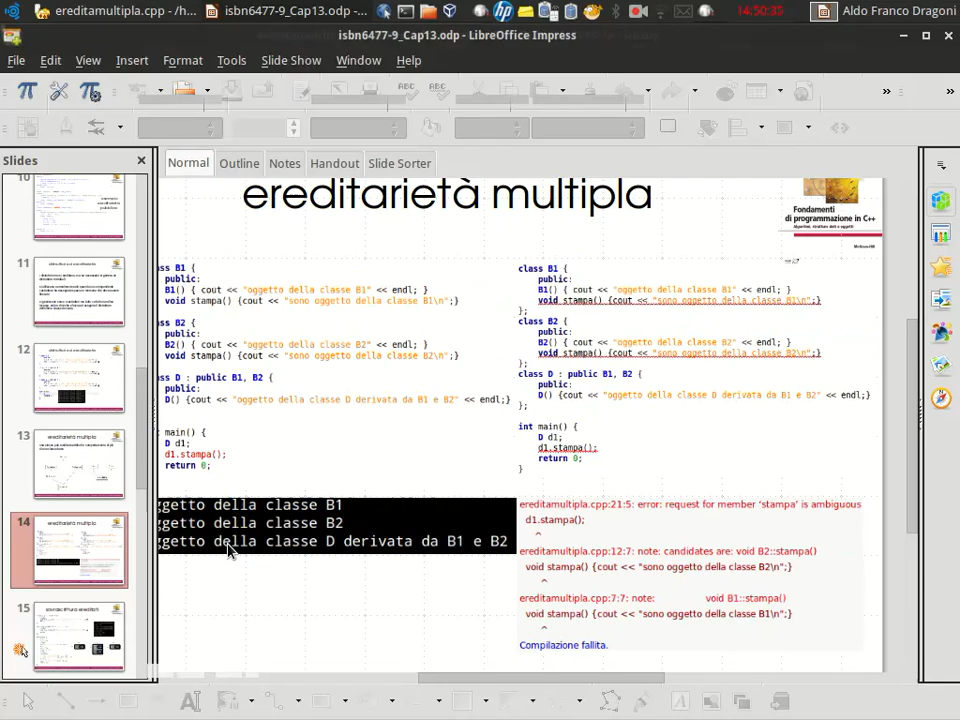 ereditamultipla.cpp - /h...
isbn6477-9_Cap13.odp -...
14:50:35
Aldo Franco Dragoni
isbn6477-9_Cap13.odp - LibreOffice Impress
File Edit View Insert Format Tools Slide Show Window Help
Slides
Normal Outline Notes Handout Slide Sorter
10
11
12
13
ereditarietà multipla
14
ereditarietà multipla
15
ereditarietà multipla
Fondamenti
di programmazione in C++
Algoritmi, strutture dati e oggetti
ass B1 {
public:
B1() { cout << "oggetto della classe B1" << endl; }
void stampa() {cout << "sono oggetto della classe B1\n";}
ass B2 {
public:
B2() { cout << "oggetto della classe B2" << endl; }
void stampa() {cout << "sono oggetto della classe B2\n";}
ass D : public B1, B2 {
public:
D() {cout << "oggetto della classe D derivata da B1 e B2" << endl;}
main() {
D d1;
d1.stampa();
return 0;
ggetto della classe B1
ggetto della classe B2
ggetto della classe D derivata da B1 e B2
class B1 {
public:
B1() { cout << "oggetto della classe B1" << endl; }
void stampa() {cout << "sono oggetto della classe B1\n";}
};
class B2 {
public:
B2() { cout << "oggetto della classe B2" << endl; }
void stampa() {cout << "sono oggetto della classe B2\n";}
};
class D : public B1, B2 {
public:
D() {cout << "oggetto della classe D derivata da B1 e B2" << endl;}
};
int main() {
D d1;
d1.stampa();
return 0;
}
ereditamultipla.cpp:21:5: error: request for member ‘stampa’ is ambiguous
d1.stampa();
^
ereditamultipla.cpp:12:7: note: candidates are: void B2::stampa()
void stampa() {cout << "sono oggetto della classe B2\n";}
^
ereditamultipla.cpp:7:7: note: void B1::stampa()
void stampa() {cout << "sono oggetto della classe B1\n";}
^
Compilazione fallita.